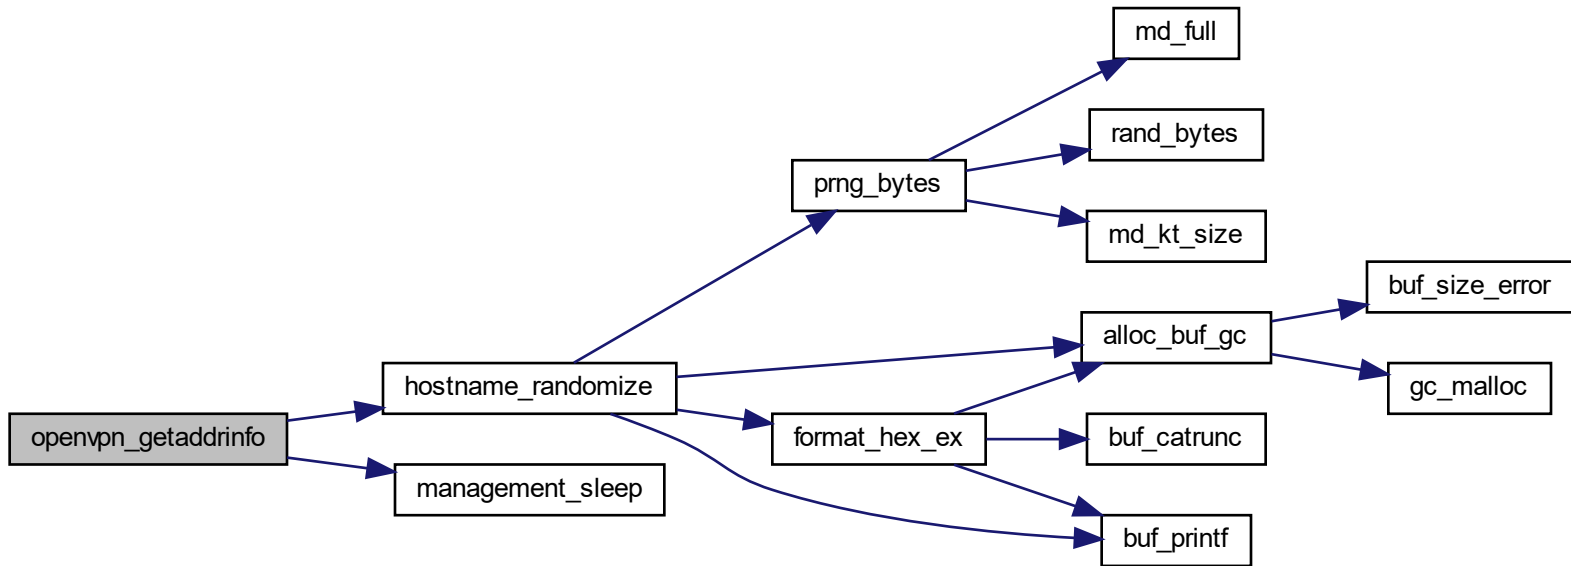 md_full
rand_bytes
prng_bytes
md_kt_size
buf_size_error
alloc_buf_gc
hostname_randomize
gc_malloc
openvpn_getaddrinfo
format_hex_ex
buf_catrunc
management_sleep
buf_printf